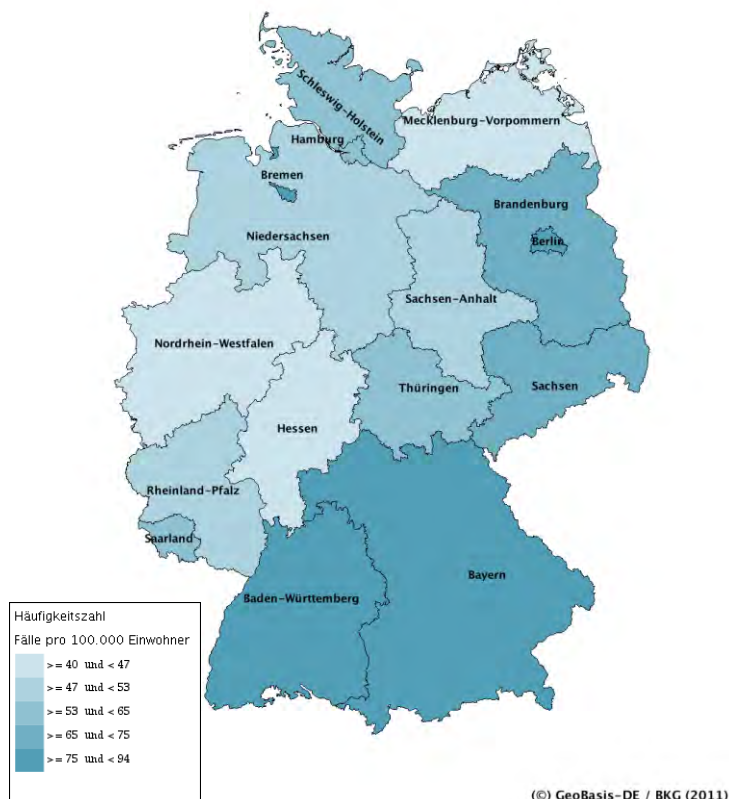 Schleswig-Holstein
Mecklenburg-Vorpommern
Hamburg
Bremen
Brandenburg
Berlin
Niedersachsen
Sachsen-Anhalt
Nordrhein-Westfalen
Thüringen
Sachsen
Hessen
Rheinland-Pfalz
Saarland
Bayern
Baden-Württemberg
Häufigkeitszahl
Fälle pro 100.000 Einwohner
>= 40 und < 47
>= 47 und < 53
>= 53 und < 65
>= 65 und < 75
>= 75 und < 94
(©) GeoBasis-DE / BKG (2011)